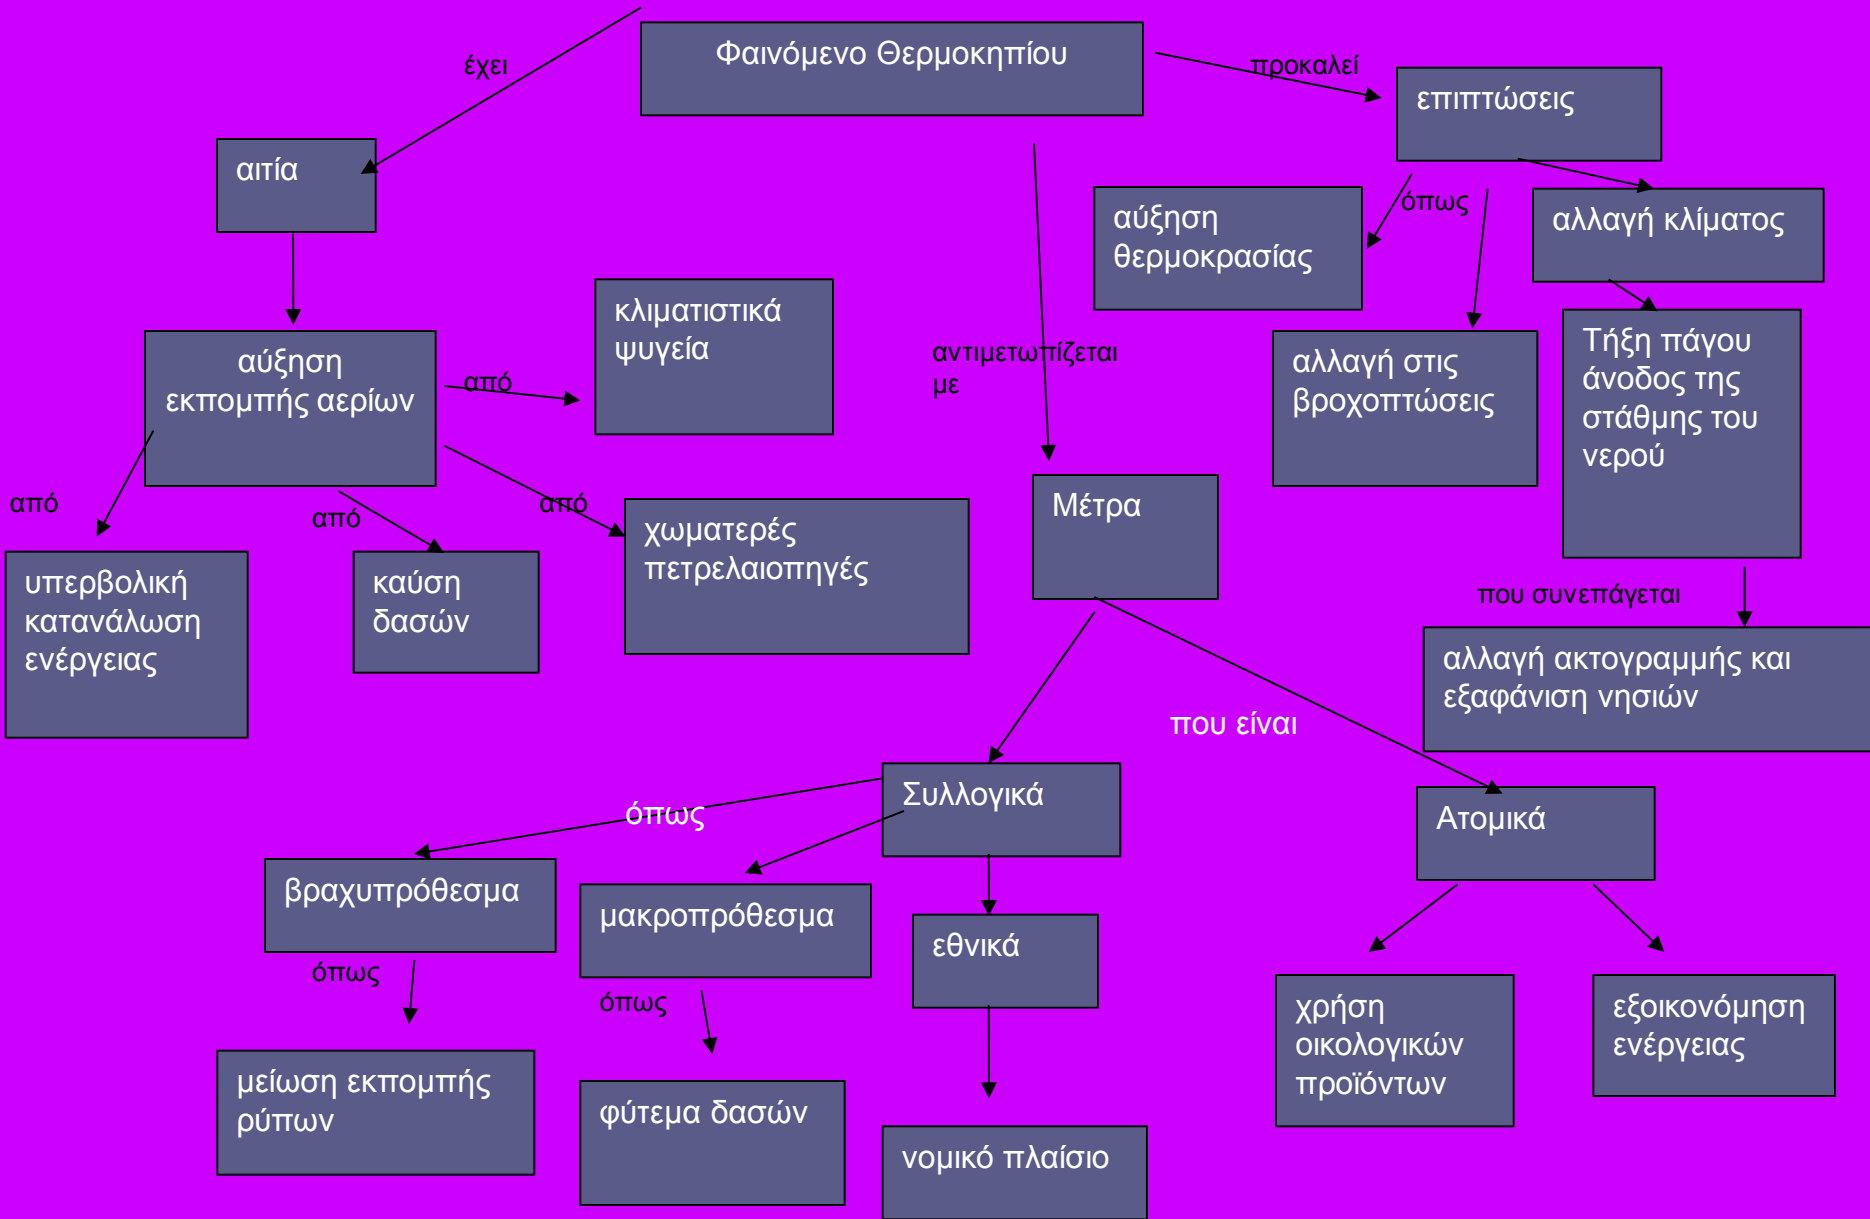 Φαινόμενο Θερμοκηπίου
έχει
προκαλεί
επιπτώσεις
αιτία
όπως
αύξηση
θερμοκρασίας
αλλαγή κλίματος
κλιματιστικά
ψυγεία
αντιμετωπίζεται
με
αλλαγή στις
βροχοπτώσεις
Τήξη πάγου
άνοδος της
στάθμης του
νερού
αύξηση
εκπομπής αερίων
από
από
από
από
Μέτρα
χωματερές
πετρελαιοπηγές
υπερβολική
κατανάλωση
ενέργειας
καύση
δασών
που συνεπάγεται
αλλαγή ακτογραμμής και
εξαφάνιση νησιών
που είναι
Συλλογικά
Ατομικά
όπως
βραχυπρόθεσμα
μακροπρόθεσμα
εθνικά
όπως
όπως
χρήση
οικολογικών
προϊόντων
εξοικονόμηση
ενέργειας
μείωση εκπομπής
ρύπων
φύτεμα δασών
νομικό πλαίσιο